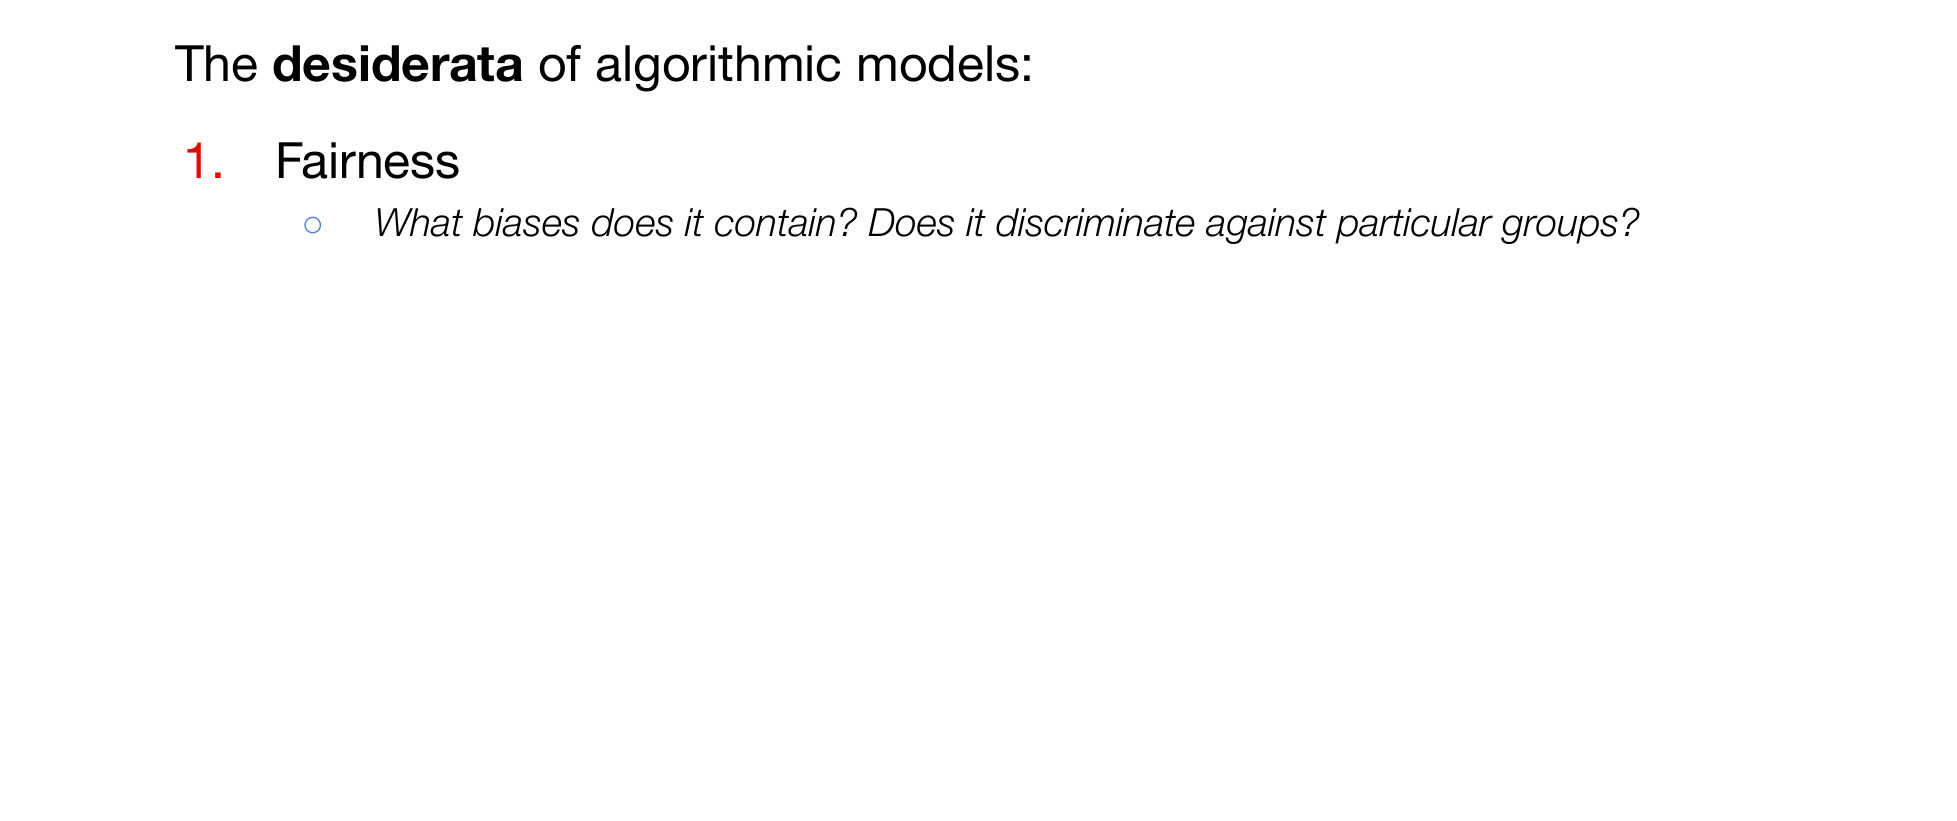 The desiderata of algorithmic models:
1. Fairness
○ What biases does it contain? Does it discriminate against particular groups?